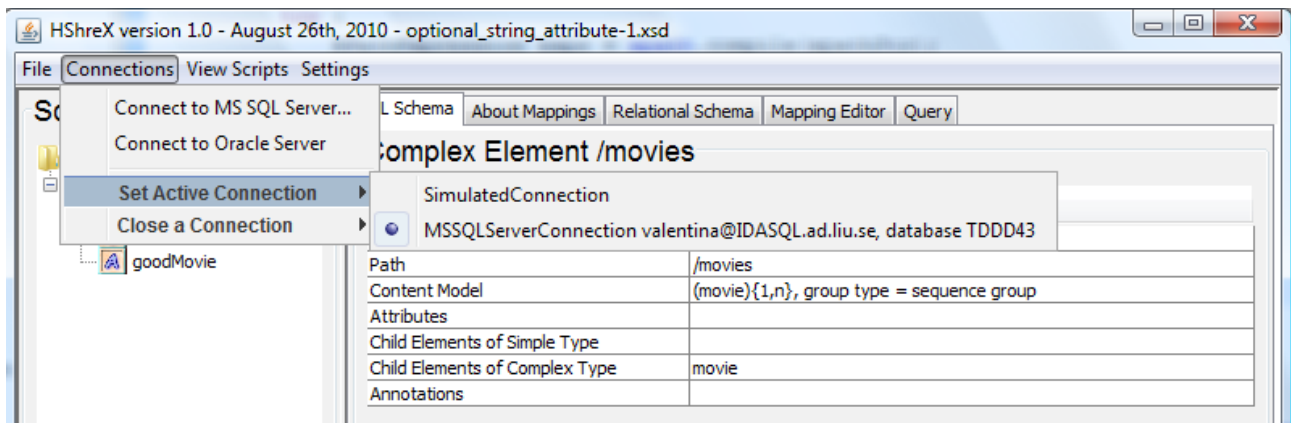 HShreX version 1.0 - August 26th, 2010 - optional_string_attribute-1.xsd
File Connections View Scripts Settings
Connect to MS SQL Server...
Connect to Oracle Server
Set Active Connection
Close a Connection
SimulatedConnection
MSSQLServerConnection valentina@IDASQL.ad.liu.se, database TDDD43
goodMovie
L Schema About Mappings Relational Schema Mapping Editor Query
Complex Element /movies
Path /movies
Content Model (movie){1,n}, group type = sequence group
Attributes
Child Elements of Simple Type
Child Elements of Complex Type movie
Annotations